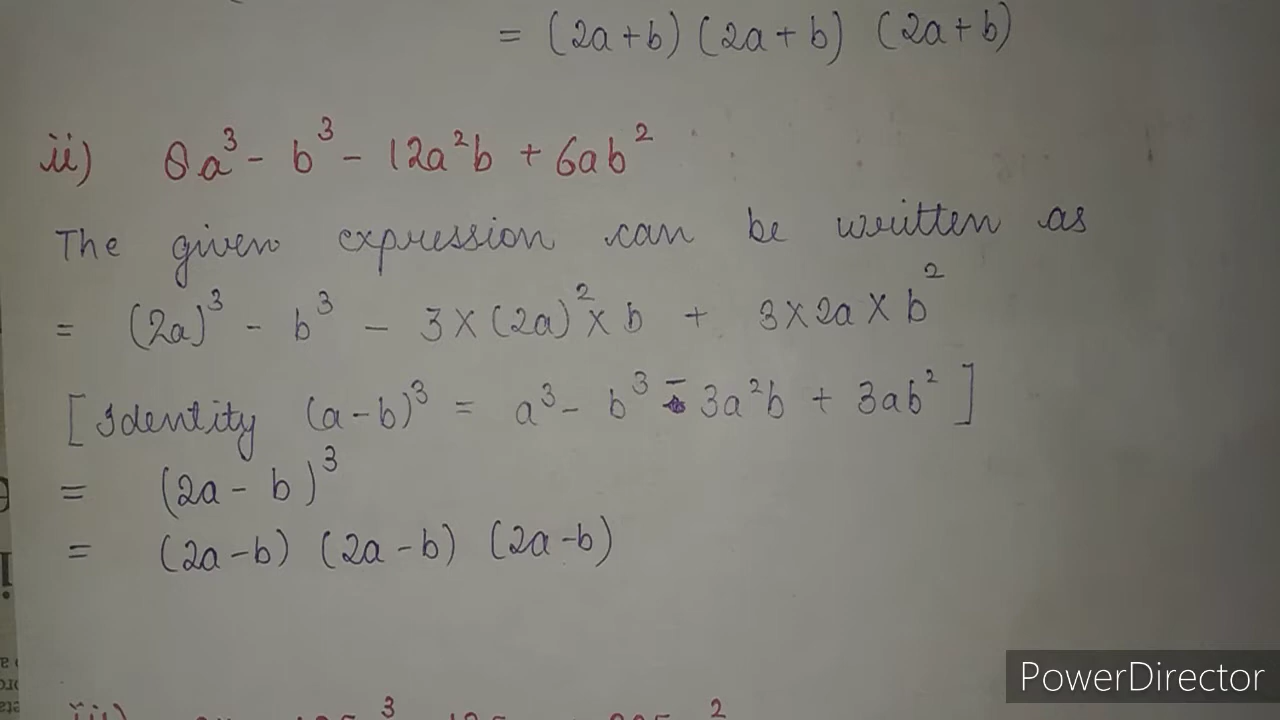 = (2a+b) (2a+b) (2a+b)
ii) 8a³ - b³ - 12a²b + 6ab²
The given expression can be written as
= (2a)³ - b³ - 3×(2a)²×b + 3×2a×b²
[Identity (a-b)³ = a³- b³ - 3a²b + 3ab²]
= (2a - b)³
= (2a-b) (2a-b) (2a-b)
PowerDirector